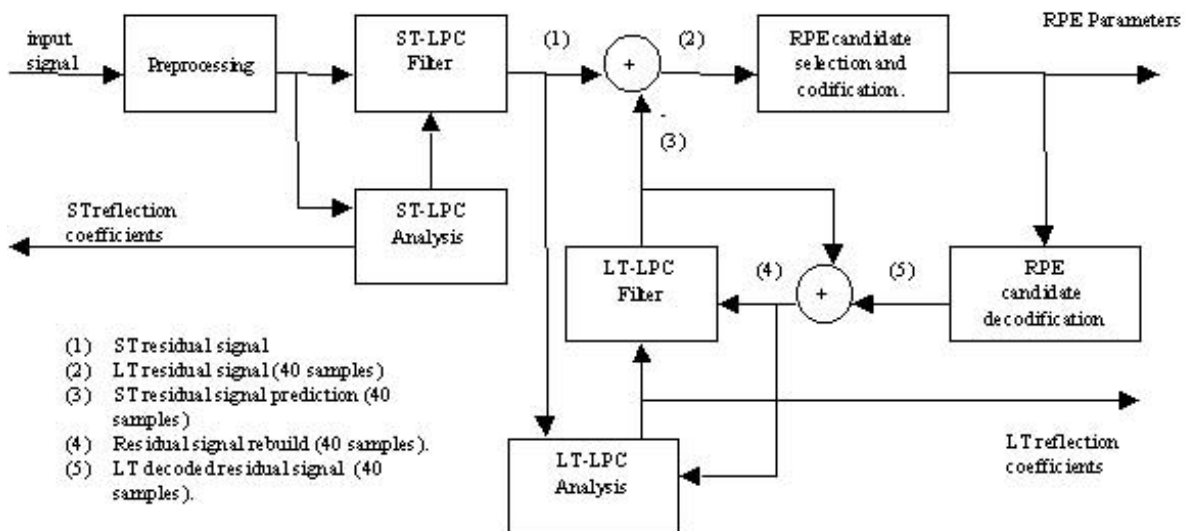 input
signal
Preprocessing
ST-LPC
Filter
(1)
+
(2)
RPE candidate
selection and
codification.
RPE Parameters
-
(3)
ST reflection
coefficients
ST-LPC
Analysis
LT-LPC
Filter
(4)
+
(5)
RPE
candidate
decodification
(1) ST residual signal
(2) LT residual signal (40 samples)
(3) ST residual signal prediction (40
samples)
(4) Residual signal rebuild (40 samples).
(5) LT decoded residual signal (40
samples).
LT-LPC
Analysis
LT reflection
coefficients